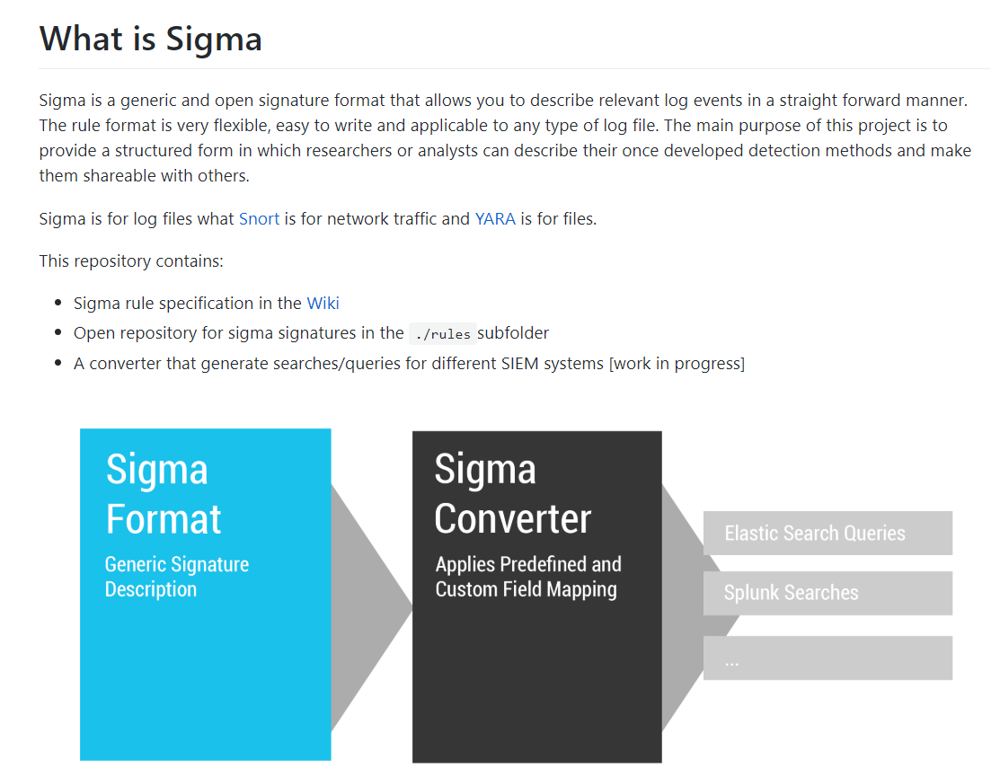 What is Sigma
Sigma is a generic and open signature format that allows you to describe relevant log events in a straight forward manner.
The rule format is very flexible, easy to write and applicable to any type of log file. The main purpose of this project is to
provide a structured form in which researchers or analysts can describe their once developed detection methods and make
them shareable with others.
Sigma is for log files what Snort is for network traffic and YARA is for files.
This repository contains:
• Sigma rule specification in the Wiki
• Open repository for sigma signatures in the ./rules subfolder
• A converter that generate searches/queries for different SIEM systems [work in progress]
Sigma
Format
Generic Signature
Description
Sigma
Converter
Applies Predefined and
Custom Field Mapping
Elastic Search Queries
Splunk Searches
...